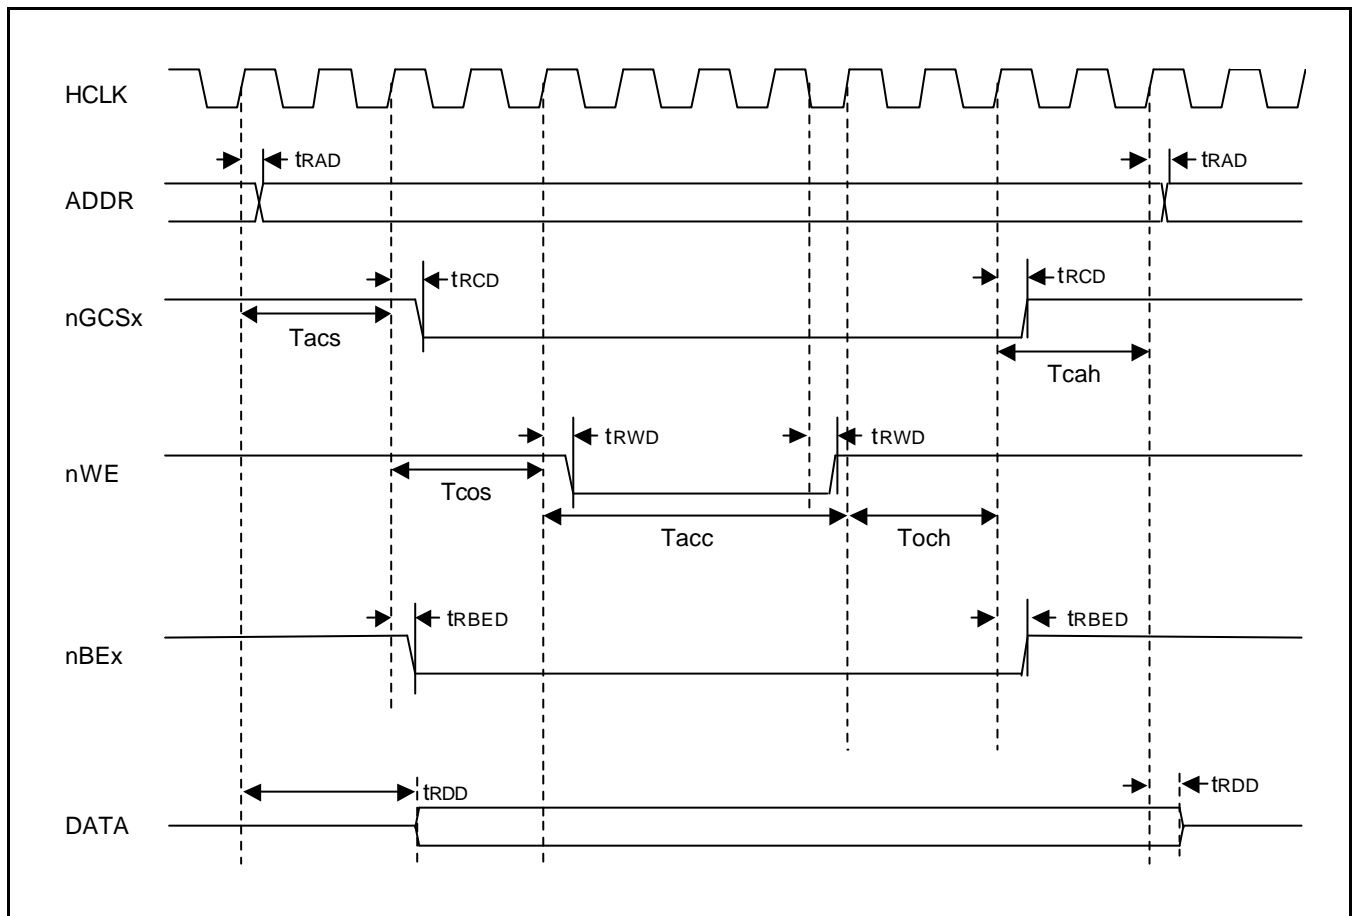 HCLK
tRAD
tRAD
ADDR
tRCD
tRCD
nGCSx
Tacs
Tcah
tRWD
tRWD
nWE
Tcos
Tacc
Toch
tRBED
tRBED
nBEx
tRDD
tRDD
DATA